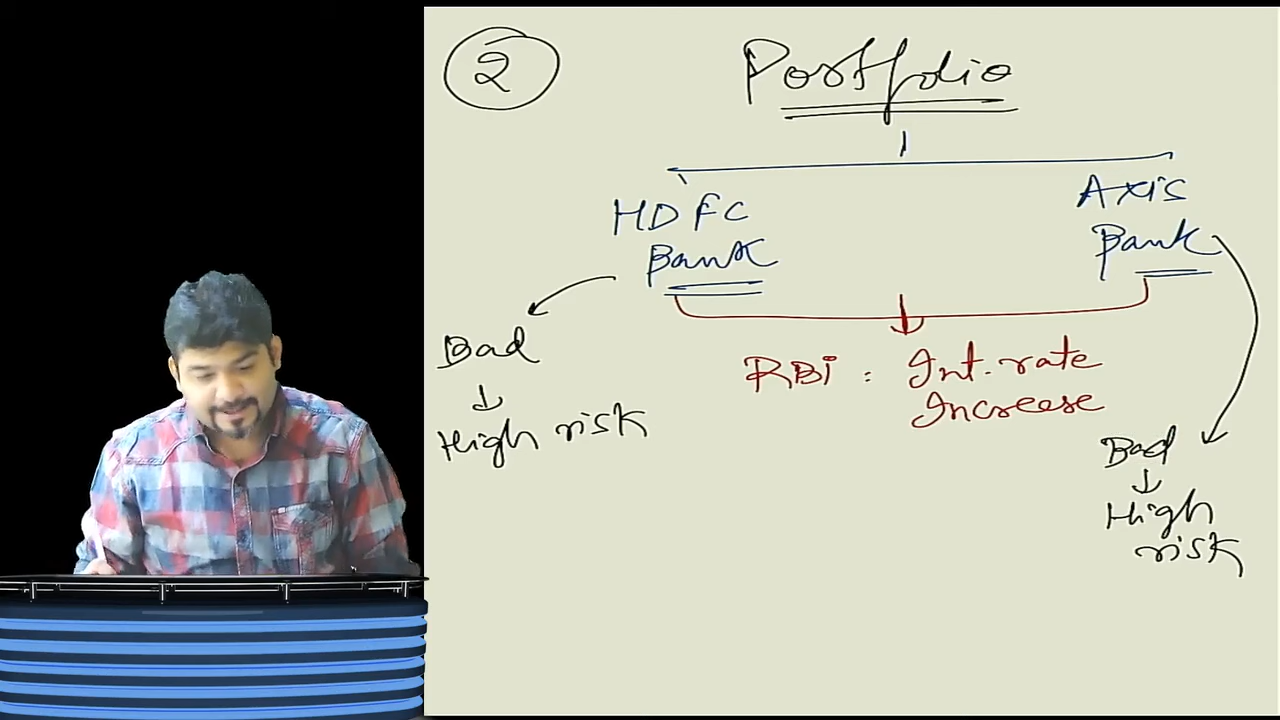 2
Portfolio
HDFC
Bank
Axis
Bank
RBI : Int. rate
Increase
Bad
High risk
Bad
High
risk